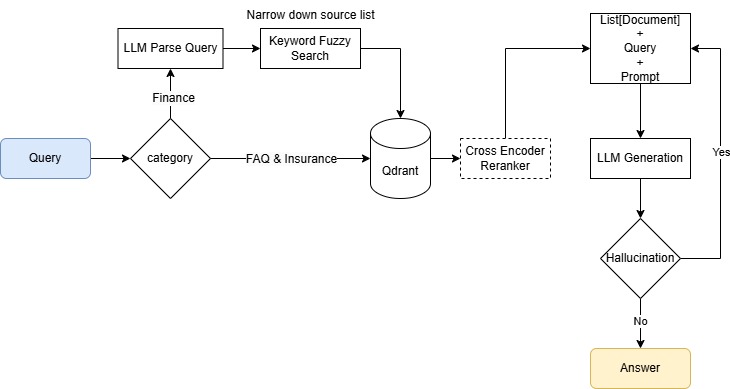 Narrow down source list
LLM Parse Query
Keyword Fuzzy
Search
List[Document]
+
Query
+
Prompt
Finance
Query
category
FAQ & Insurance
Qdrant
Cross Encoder
Reranker
LLM Generation
Yes
Hallucination
No
Answer